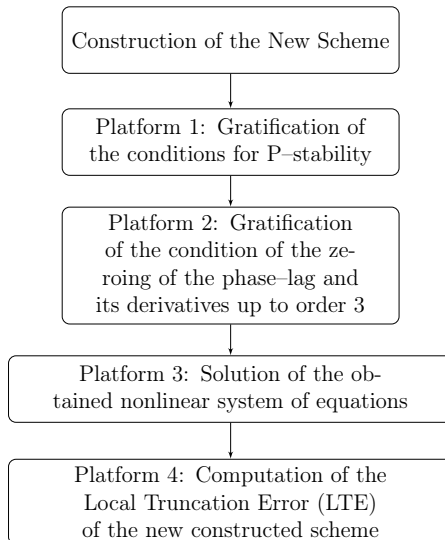 Construction of the New Scheme
Platform 1: Gratification of
the conditions for P–stability
Platform 2: Gratification
of the condition of the ze-
roing of the phase–lag and
its derivatives up to order 3
Platform 3: Solution of the ob-
tained nonlinear system of equations
Platform 4: Computation of the
Local Truncation Error (LTE)
of the new constructed scheme